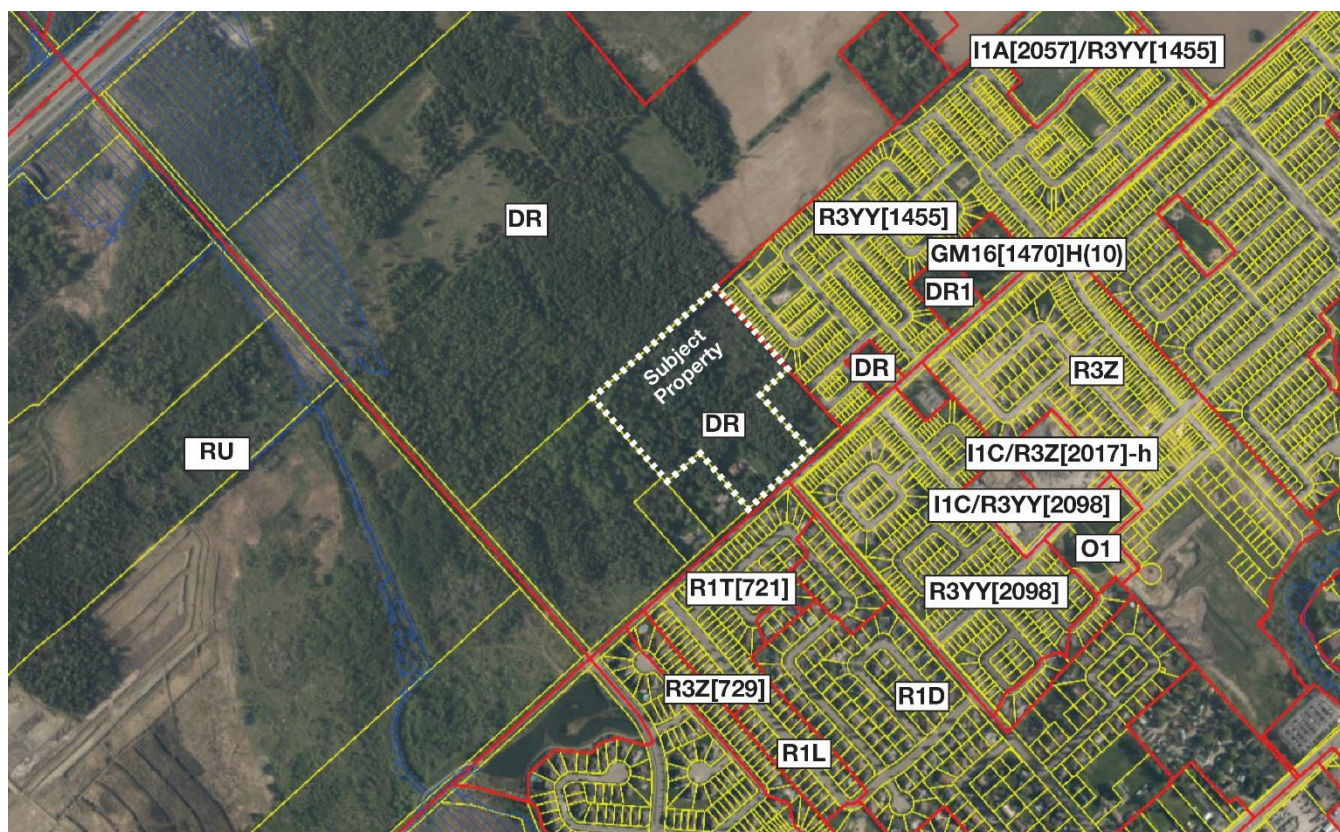 I1A[2057]/R3YY[1455]
DR
R3YY[1455]
GM16[1470]H(10)
DR1
Subject
Property
DR
R3Z
DR
RU
I1C/R3Z[2017]-h
I1C/R3YY[2098]
O1
R1T[721]
R3YY[2098]
R3Z[729]
R1D
R1L